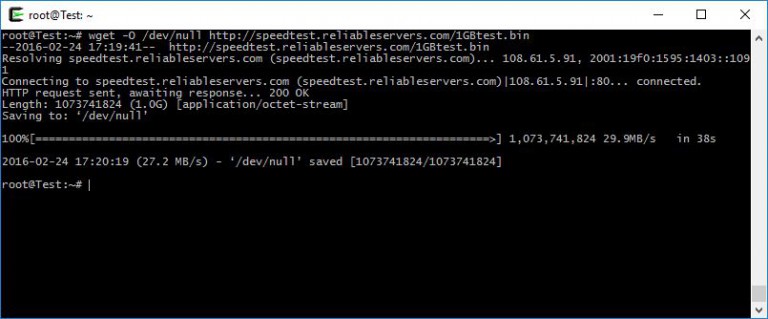 root@Test: ~
root@Test:~# wget -O /dev/null http://speedtest.reliableservers.com/1GBtest.bin
--2016-02-24 17:19:41--  http://speedtest.reliableservers.com/1GBtest.bin
Resolving speedtest.reliableservers.com (speedtest.reliableservers.com)... 108.61.5.91, 2001:19f0:1595:1403::109
1
Connecting to speedtest.reliableservers.com (speedtest.reliableservers.com)|108.61.5.91|:80... connected.
HTTP request sent, awaiting response... 200 OK
Length: 1073741824 (1.0G) [application/octet-stream]
Saving to: ‘/dev/null’
100%[====================================================================>] 1,073,741,824 29.9MB/s   in 38s
2016-02-24 17:20:19 (27.2 MB/s) - ‘/dev/null’ saved [1073741824/1073741824]
root@Test:~#